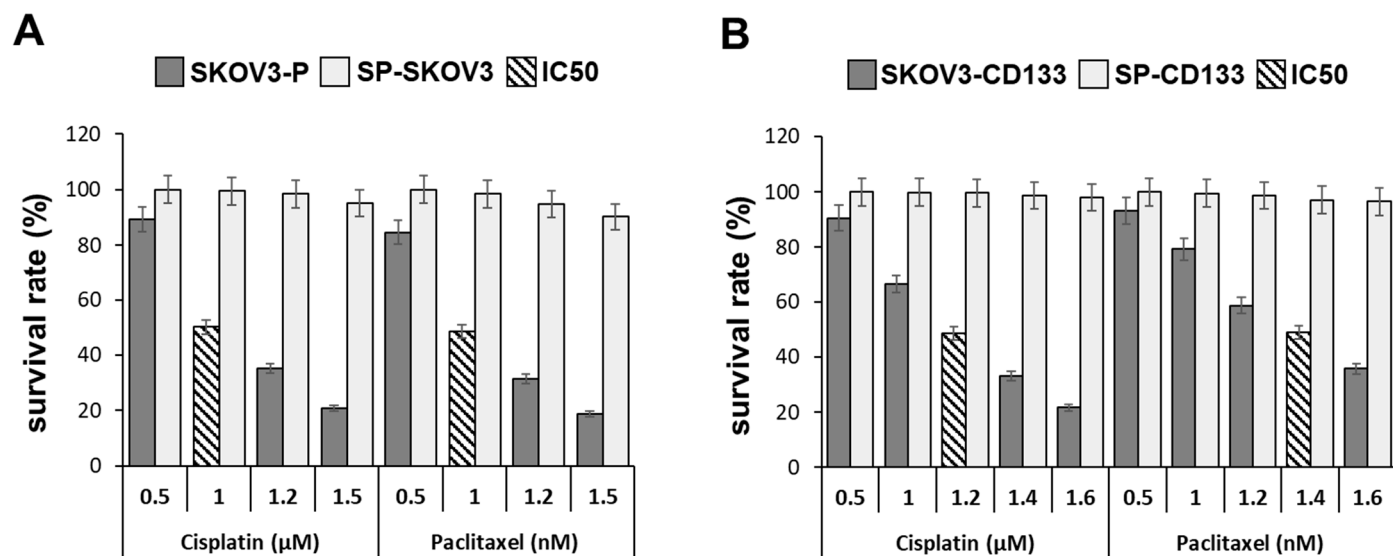 A
SKOV3-P SP-SKOV3 IC50
survival rate (%)
120
100
80
60
40
20
0
0.5 1 1.2 1.5 0.5 1 1.2 1.5
Cisplatin (µM) Paclitaxel (nM)
B
SKOV3-CD133 SP-CD133 IC50
survival rate (%)
120
100
80
60
40
20
0
0.5 1 1.2 1.4 1.6 0.5 1 1.2 1.4 1.6
Cisplatin (µM) Paclitaxel (nM)